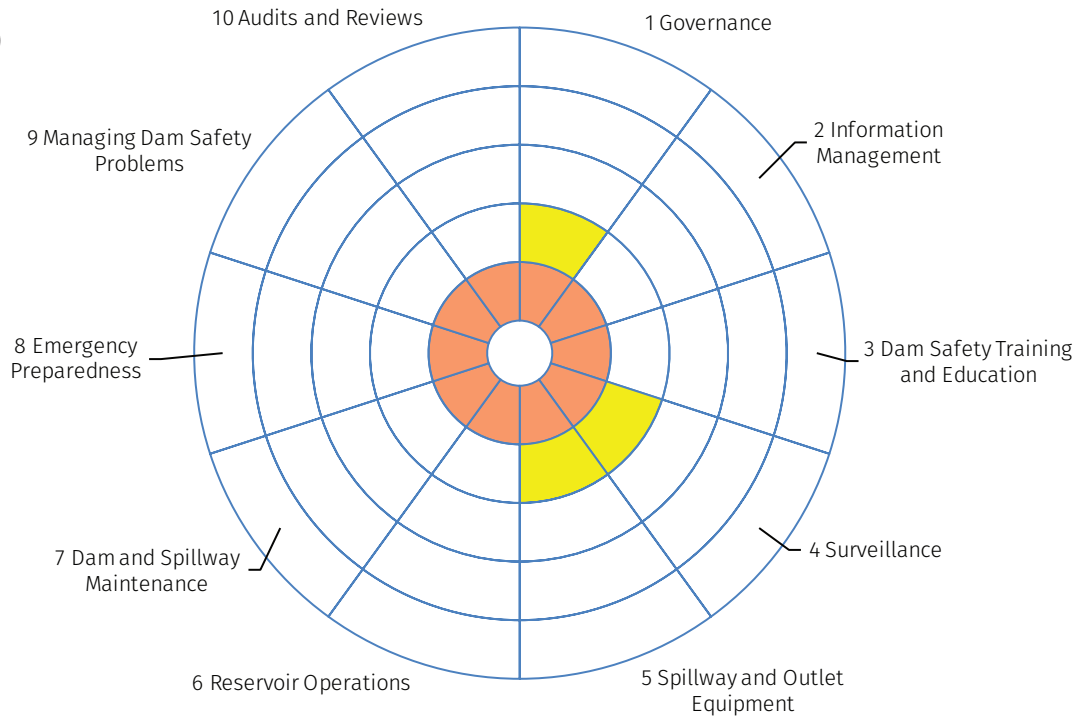 10 Audits and Reviews
1 Governance
2 Information
Management
3 Dam Safety Training
and Education
4 Surveillance
5 Spillway and Outlet
Equipment
6 Reservoir Operations
7 Dam and Spillway
Maintenance
8 Emergency
Preparedness
9 Managing Dam Safety
Problems